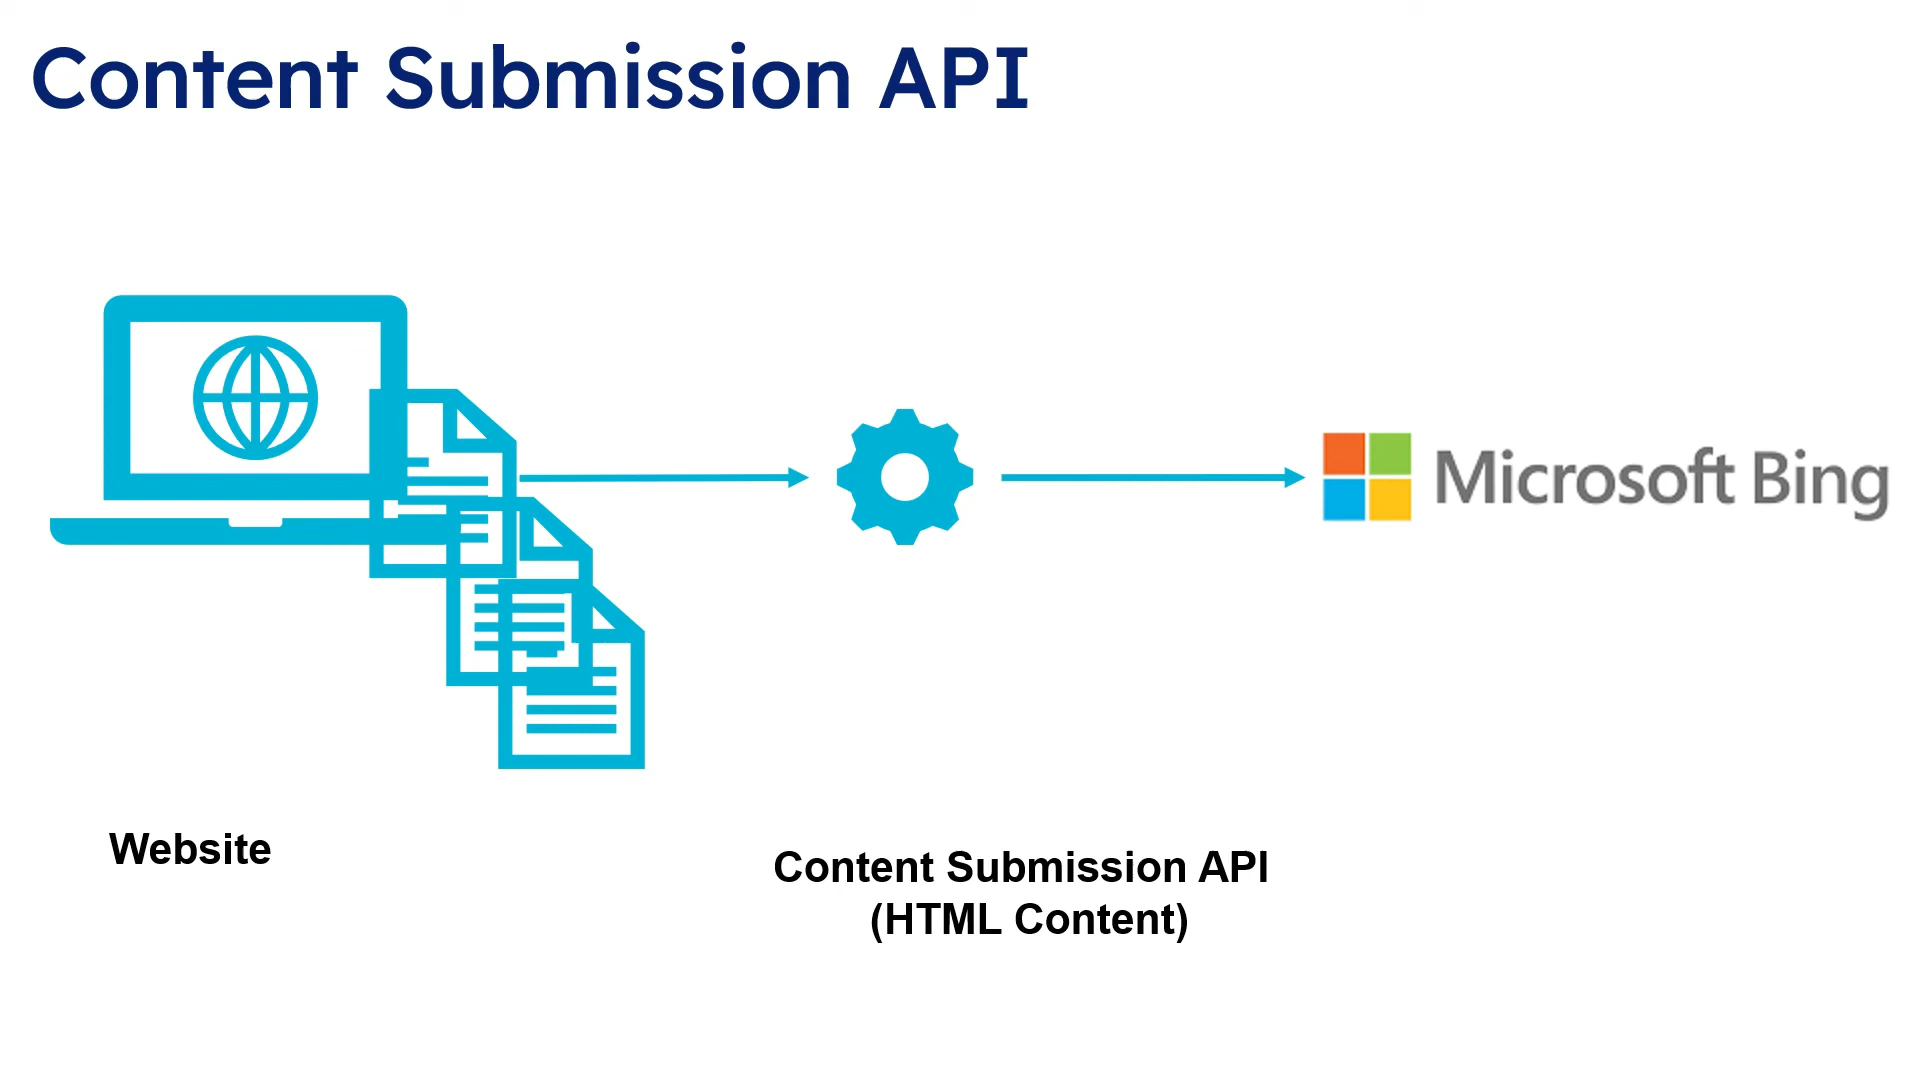 Content Submission API
Microsoft Bing
Website
Content Submission API
(HTML Content)